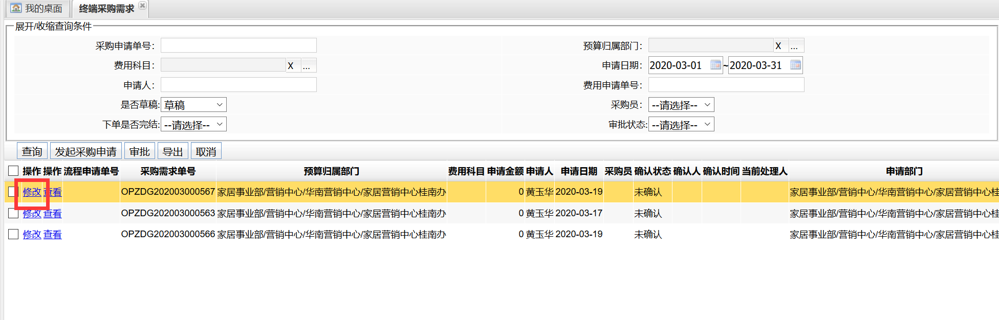 我的桌面 终端采购需求
展开/收缩查询条件
采购申请单号: 预算归属部门: X ...
费用科目: X ... 申请日期: 2020-03-01 ~ 2020-03-31
申请人: 费用申请单号:
是否草稿: 草稿 采购员: --请选择--
下单是否完结: --请选择-- 审批状态: --请选择--
查询 发起采购申请 审批 导出 取消
操作 操作 流程申请单号 采购需求单号 预算归属部门 费用科目 申请金额 申请人 申请日期 采购员 确认状态 确认人 确认时间 当前处理人 申请部门
修改 查看 OPZDG202003000567 家居事业部/营销中心/华南营销中心/家居营销中心桂南办 0 黄玉华 2020-03-19 未确认 家居事业部/营销中心/华南营销中心/家居营销中心桂
修改 查看 OPZDG202003000563 家居事业部/营销中心/华南营销中心/家居营销中心桂南办 0 黄玉华 2020-03-17 未确认 家居事业部/营销中心/华南营销中心/家居营销中心桂
修改 查看 OPZDG202003000566 家居事业部/营销中心/华南营销中心/家居营销中心桂南办 0 黄玉华 2020-03-19 未确认 家居事业部/营销中心/华南营销中心/家居营销中心桂